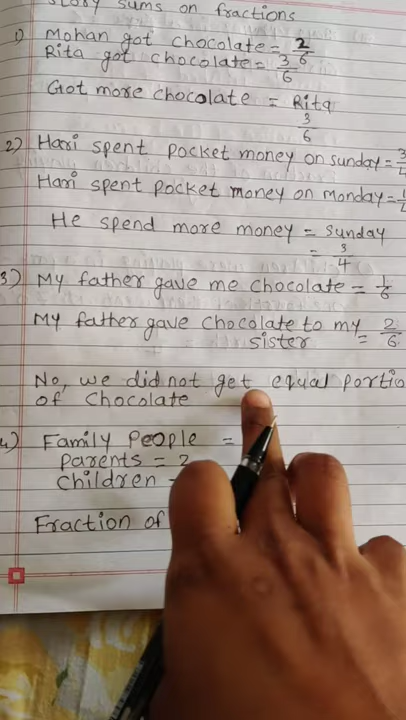 story sums on fractions
1) Mohan got chocolate = 2/6
Rita got chocolate = 3/6
Got more chocolate = Rita
3/6
2) Hari spent pocket money on sunday = 3/4
Hari spent pocket money on Monday =
He spend more money = sunday
= 3/4
3) My father gave me chocolate = 1/6
My father gave chocolate to my sister = 2/6
No, we did not get equal portio
of chocolate
4) Family People =
parents = 2
children
Fraction of